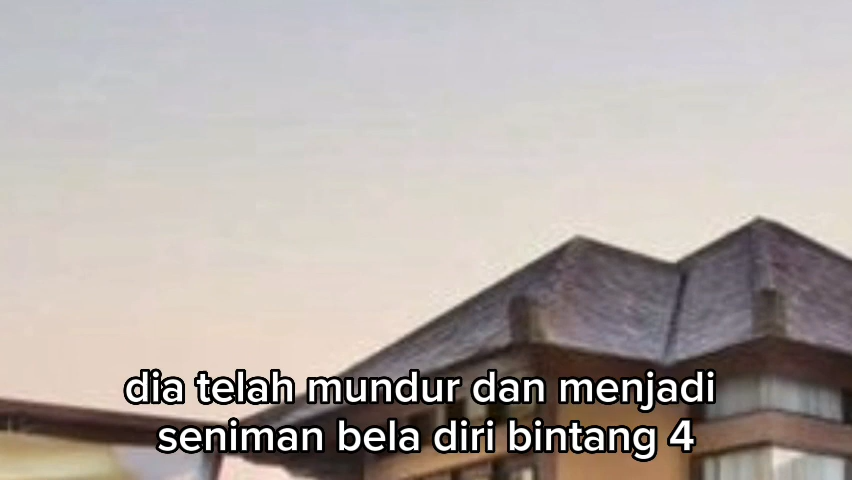 dia telah mundur dan menjadi
seniman bela diri bintang 4